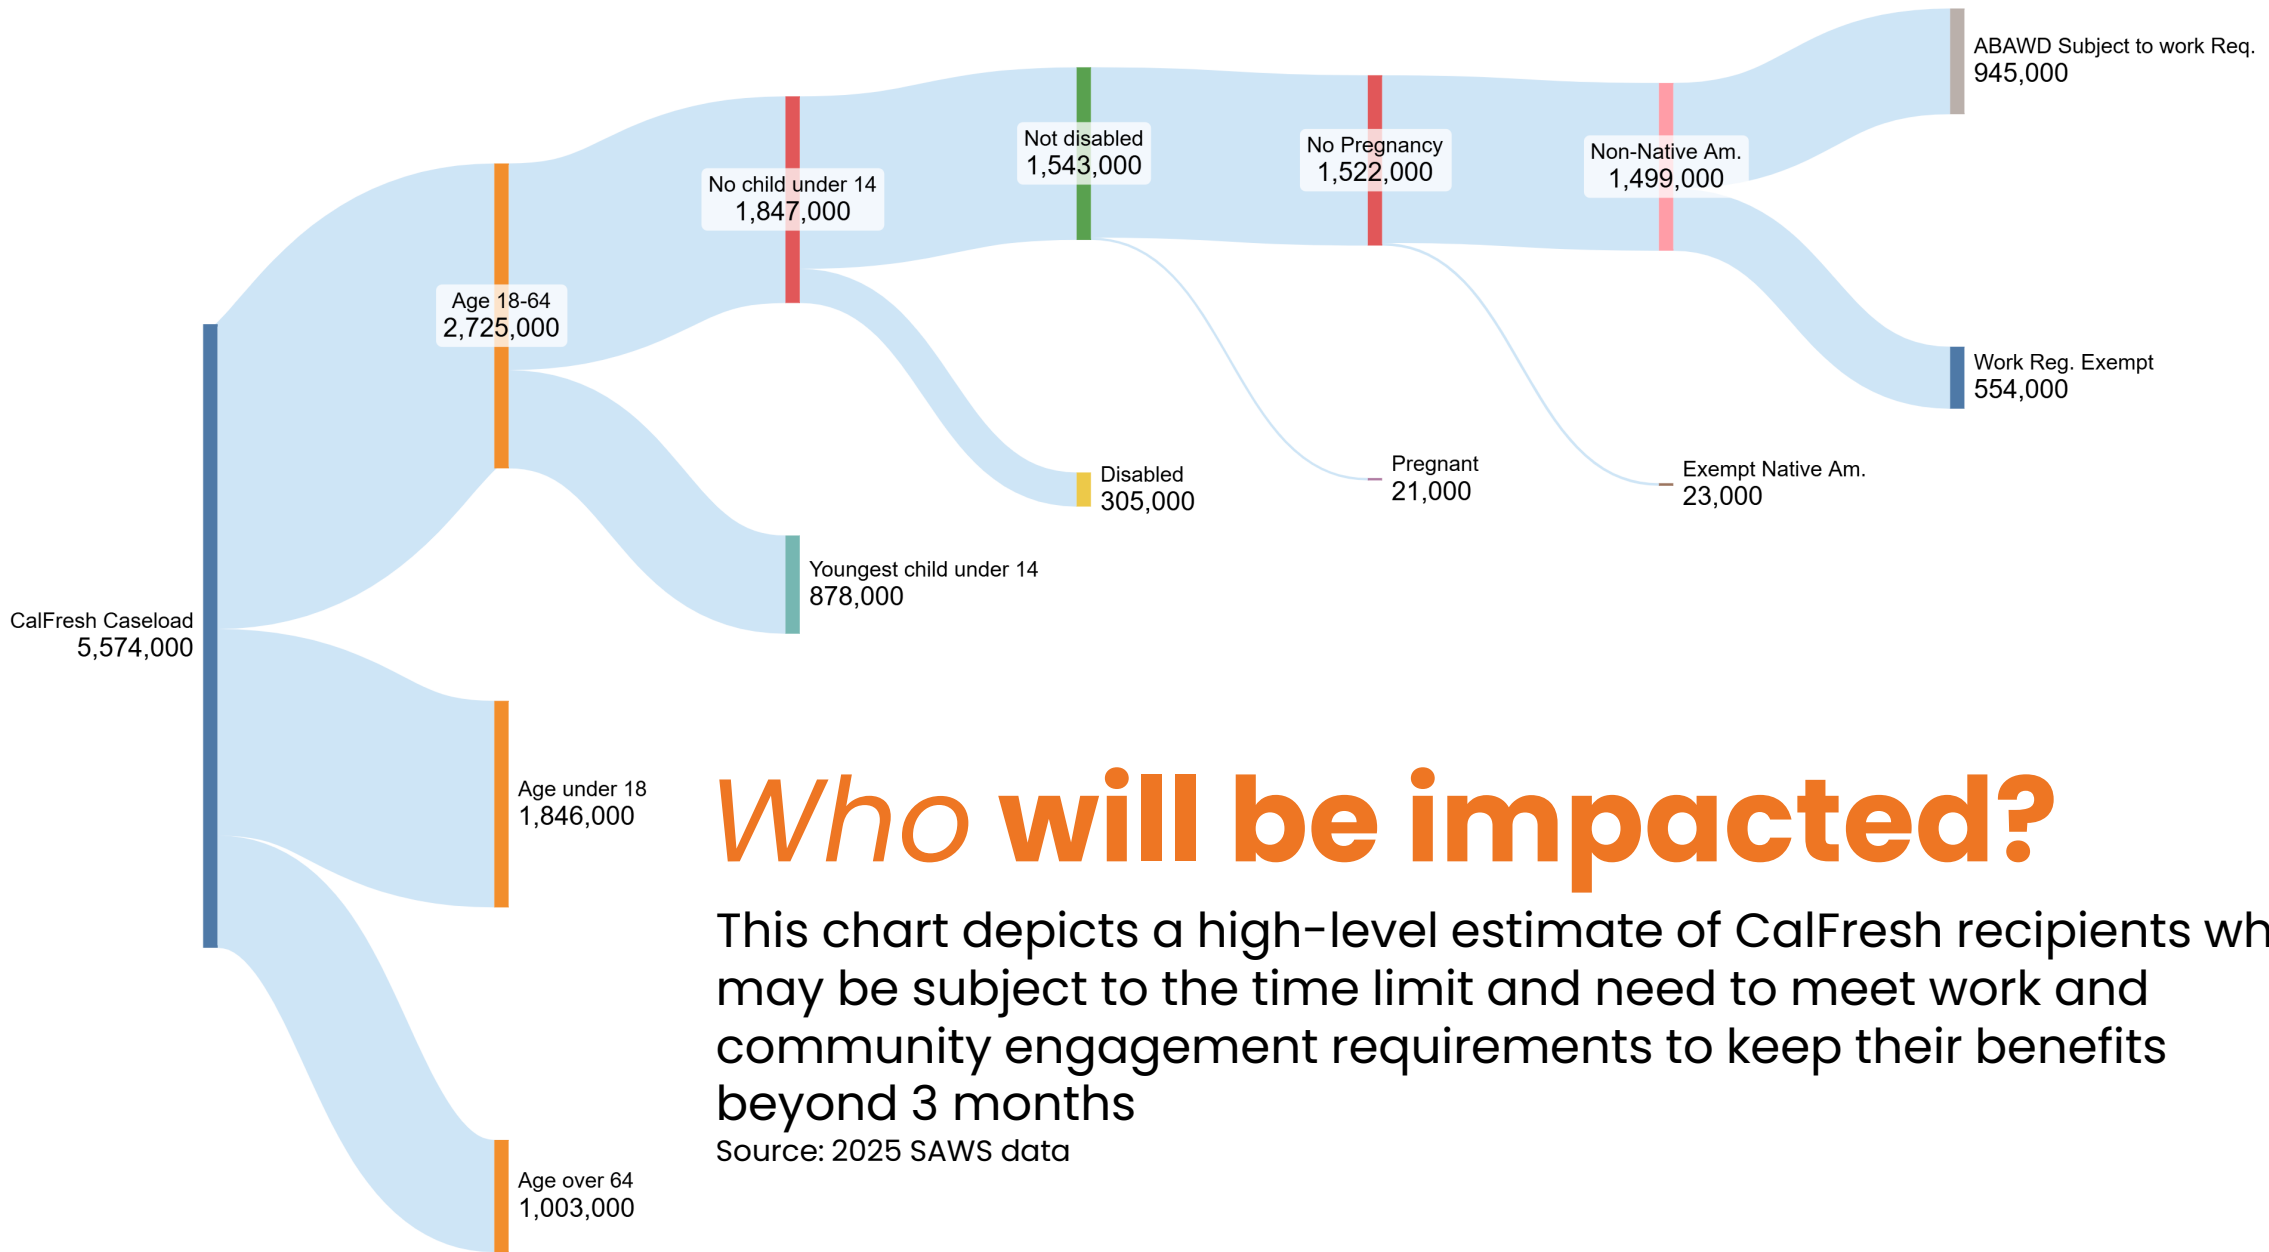 ABAWD Subject to work Req.
945,000
Not disabled
1,543,000
No Pregnancy
1,522,000
Non-Native Am.
1,499,000
No child under 14
1,847,000
Age 18-64
2,725,000
Work Reg. Exempt
554,000
Disabled
305,000
Pregnant
21,000
Exempt Native Am.
23,000
Youngest child under 14
878,000
CalFresh Caseload
5,574,000
Age under 18
1,846,000
Age over 64
1,003,000
Who will be impacted?
This chart depicts a high-level estimate of CalFresh recipients wh
may be subject to the time limit and need to meet work and
community engagement requirements to keep their benefits
beyond 3 months
Source: 2025 SAWS data